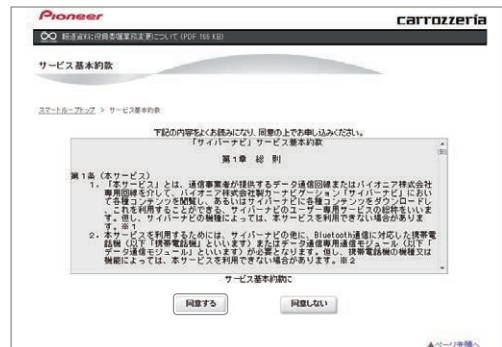 Pioneer
carrozzeria
(PDF 166 KB)
サービス基本約款
スマートループトップ > サービス基本約款
下記の内容をよくお読みになり、同意の上でお申し込みください。
「サイバーナビ」サービス基本約款
第1章 総 則
第1条（本サービス）
1. 「本サービス」とは、通信事業者が提供するデータ通信回線またはパイオニア株式会社
専用回線を介して、パイオニア株式会社製カーナビゲーション「サイバーナビ」におい
て各種コンテンツを閲覧し、あるいはサイバーナビに各種コンテンツをダウンロードし
、これを利用することができる、サイバーナビのユーザー専用サービスの総称をいいま
す。但し、サイバーナビの機種によっては、本サービスを利用できない場合がありま
す。※1
2. 本サービスを利用するためには、サイバーナビの他に、Bluetooth通信に対応した携帯電
話機（以下「携帯電話機」といいます）またはデータ通信専用通信モジュール（以下「
データ通信モジュール」といいます）が必要となります。但し、携帯電話機の機種又は
機能によっては、本サービスを利用できない場合があります。※2
サービス基本約款に
同意する
同意しない
▲ページ先頭へ